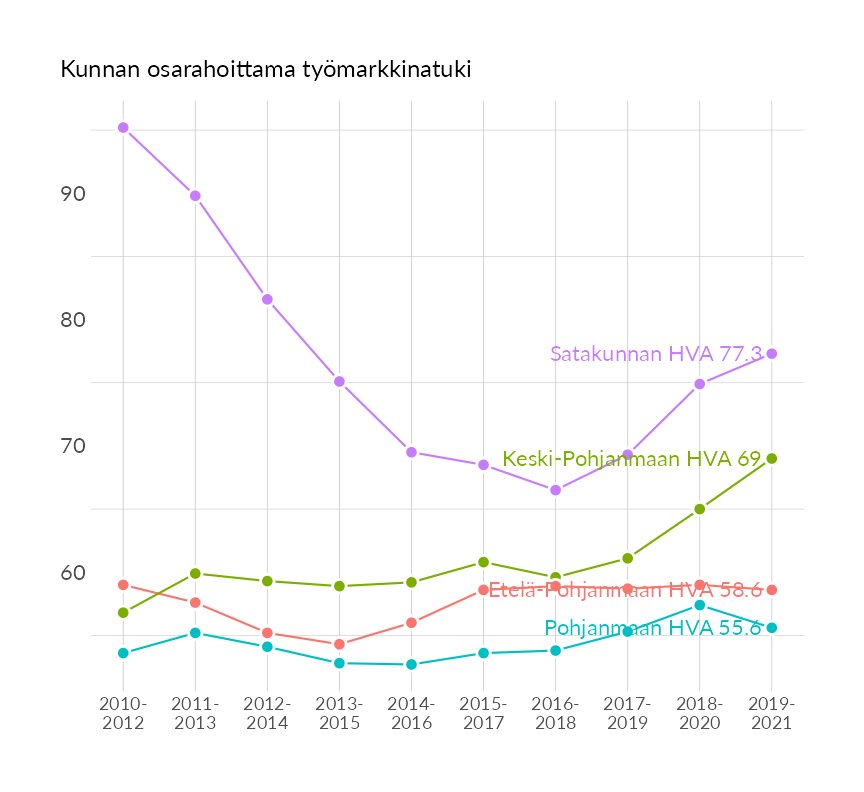 Kunnan osarahoittama työmarkkinatuki
90
80
Satakunnan HVA 77.3
70
Keski-Pohjanmaan HVA 69
60
Etelä-Pohjanmaan HVA 58.6
Pohjanmaan HVA 55.6
2010- 2011- 2012- 2013- 2014- 2015- 2016- 2017- 2018- 2019-
2012 2013 2014 2015 2016 2017 2018 2019 2020 2021